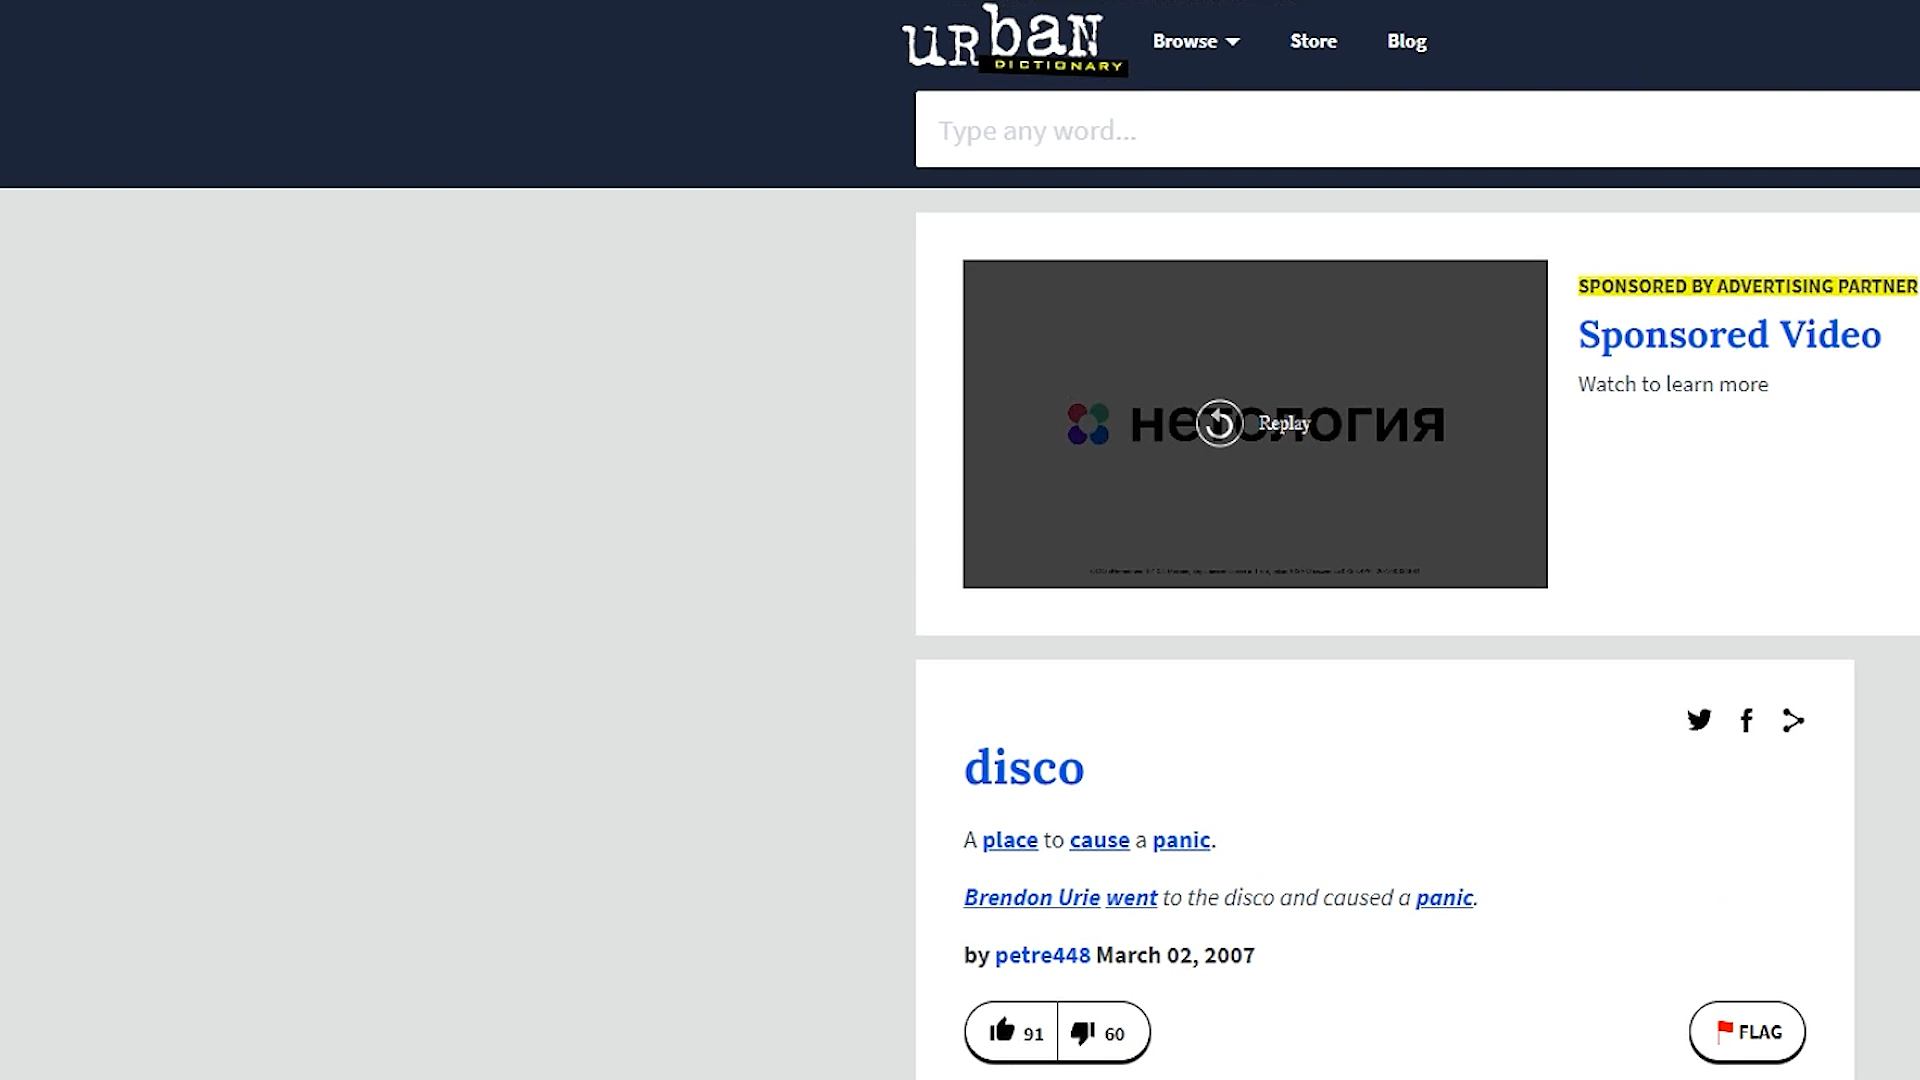 urban
DICTIONARY
Browse
Store
Blog
Type any word...
SPONSORED BY ADVERTISING PARTNER
Sponsored Video
Watch to learn more
Replay
disco
A place to cause a panic.
Brendon Urie went to the disco and caused a panic.
by petre448 March 02, 2007
91
60
FLAG